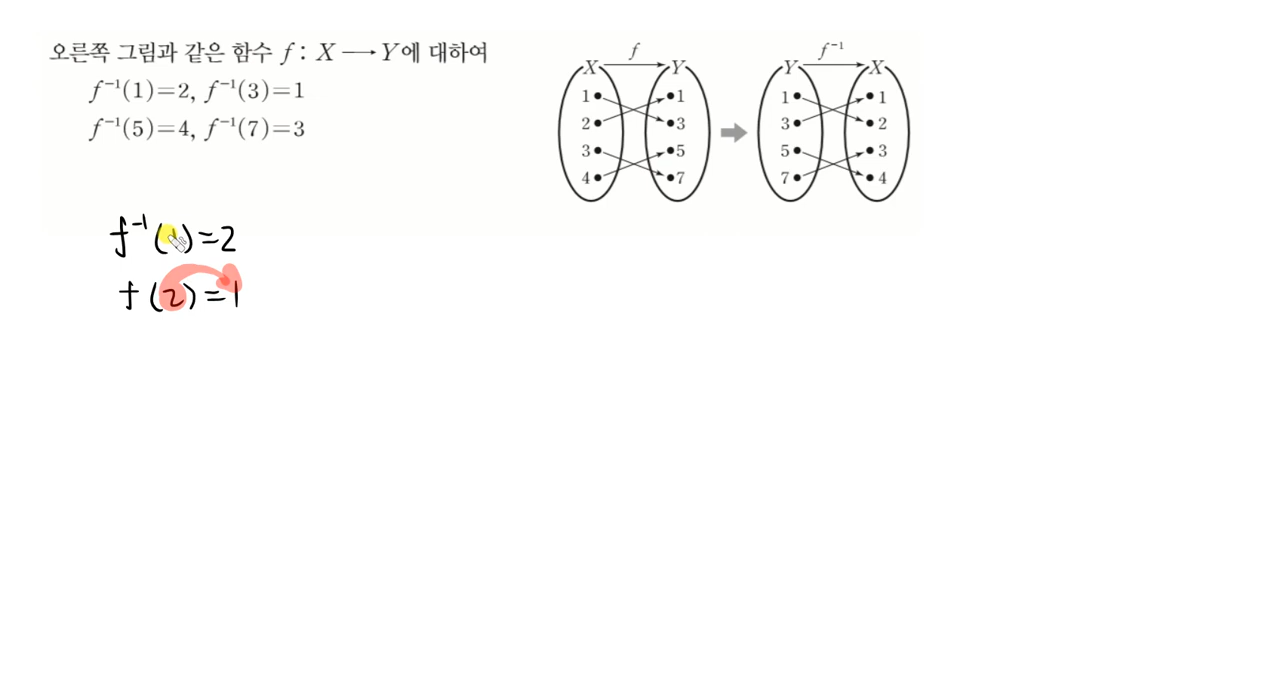 오른쪽 그림과 같은 함수 f : X ⟶ Y에 대하여
f⁻¹(1)=2, f⁻¹(3)=1
f⁻¹(5)=4, f⁻¹(7)=3
f
X Y
1 1
2 3
3 5
4 7
f⁻¹
Y X
1 1
3 2
5 3
7 4
f⁻¹(1)=2
f(2)=1